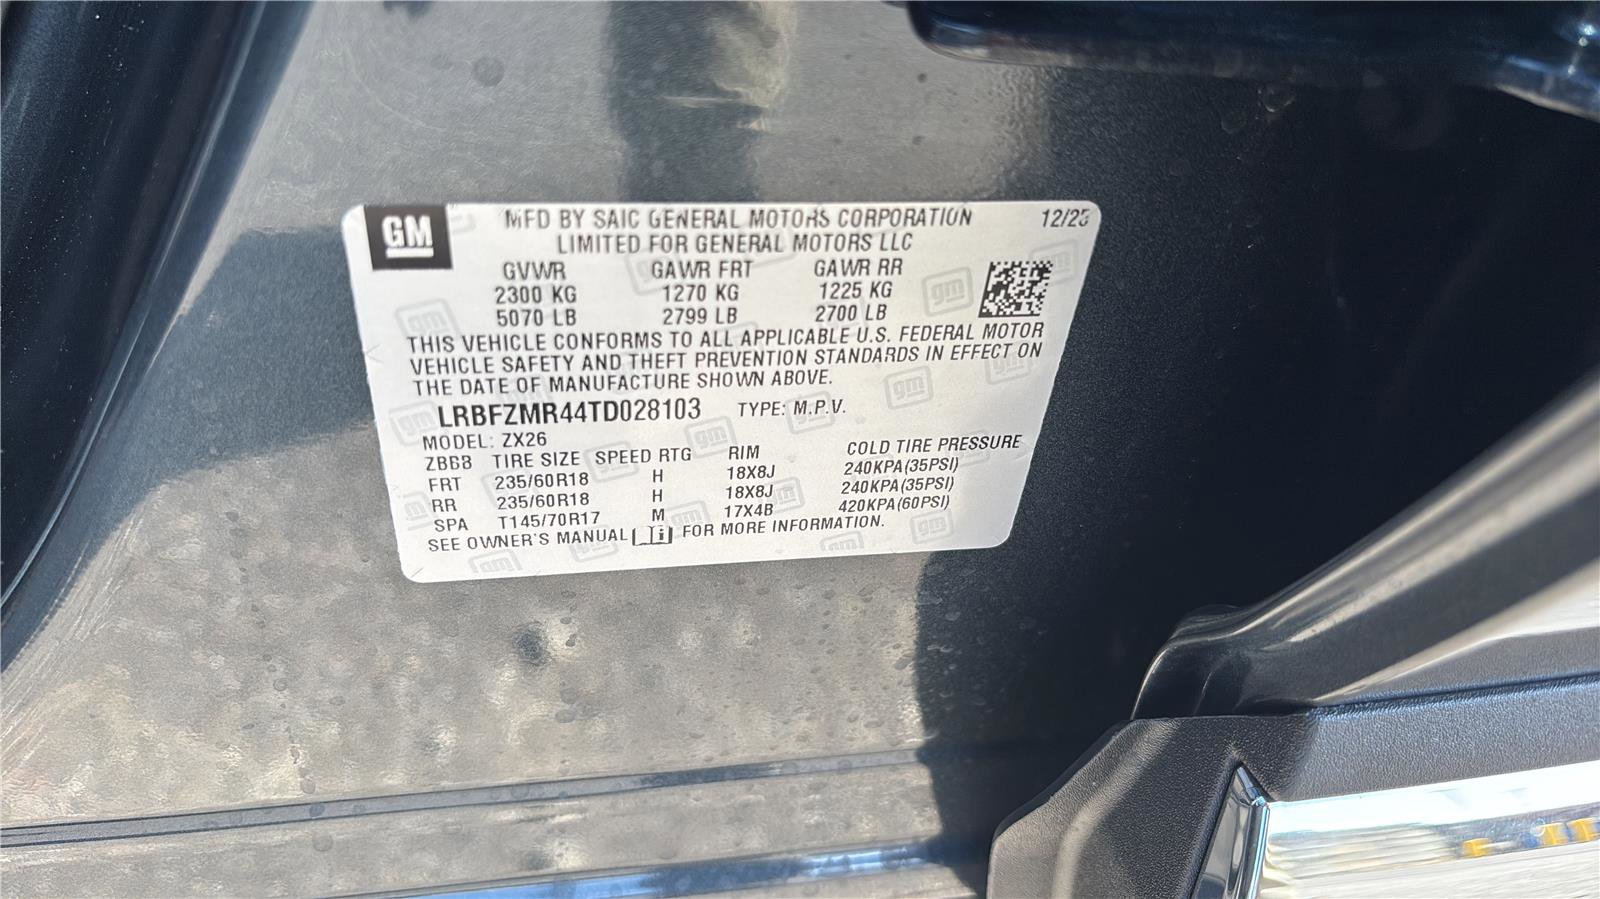 GM
MFD BY SAIC GENERAL MOTORS CORPORATION 12/25
LIMITED FOR GENERAL MOTORS LLC
GVWR GAWR FRT GAWR RR
2300 KG 1270 KG 1225 KG
5070 LB 2799 LB 2700 LB
THIS VEHICLE CONFORMS TO ALL APPLICABLE U.S. FEDERAL MOTOR
VEHICLE SAFETY AND THEFT PREVENTION STANDARDS IN EFFECT ON
THE DATE OF MANUFACTURE SHOWN ABOVE.
LRBFZMR44TD028103 TYPE: M.P.V.
MODEL: ZX26
ZBBB TIRE SIZE SPEED RTG RIM COLD TIRE PRESSURE
FRT 235/60R18 H 18X8J 240KPA(35PSI)
RR 235/60R18 H 18X8J 240KPA(35PSI)
SPA T145/70R17 M 17X4B 420KPA(60PSI)
SEE OWNER'S MANUAL FOR MORE INFORMATION.